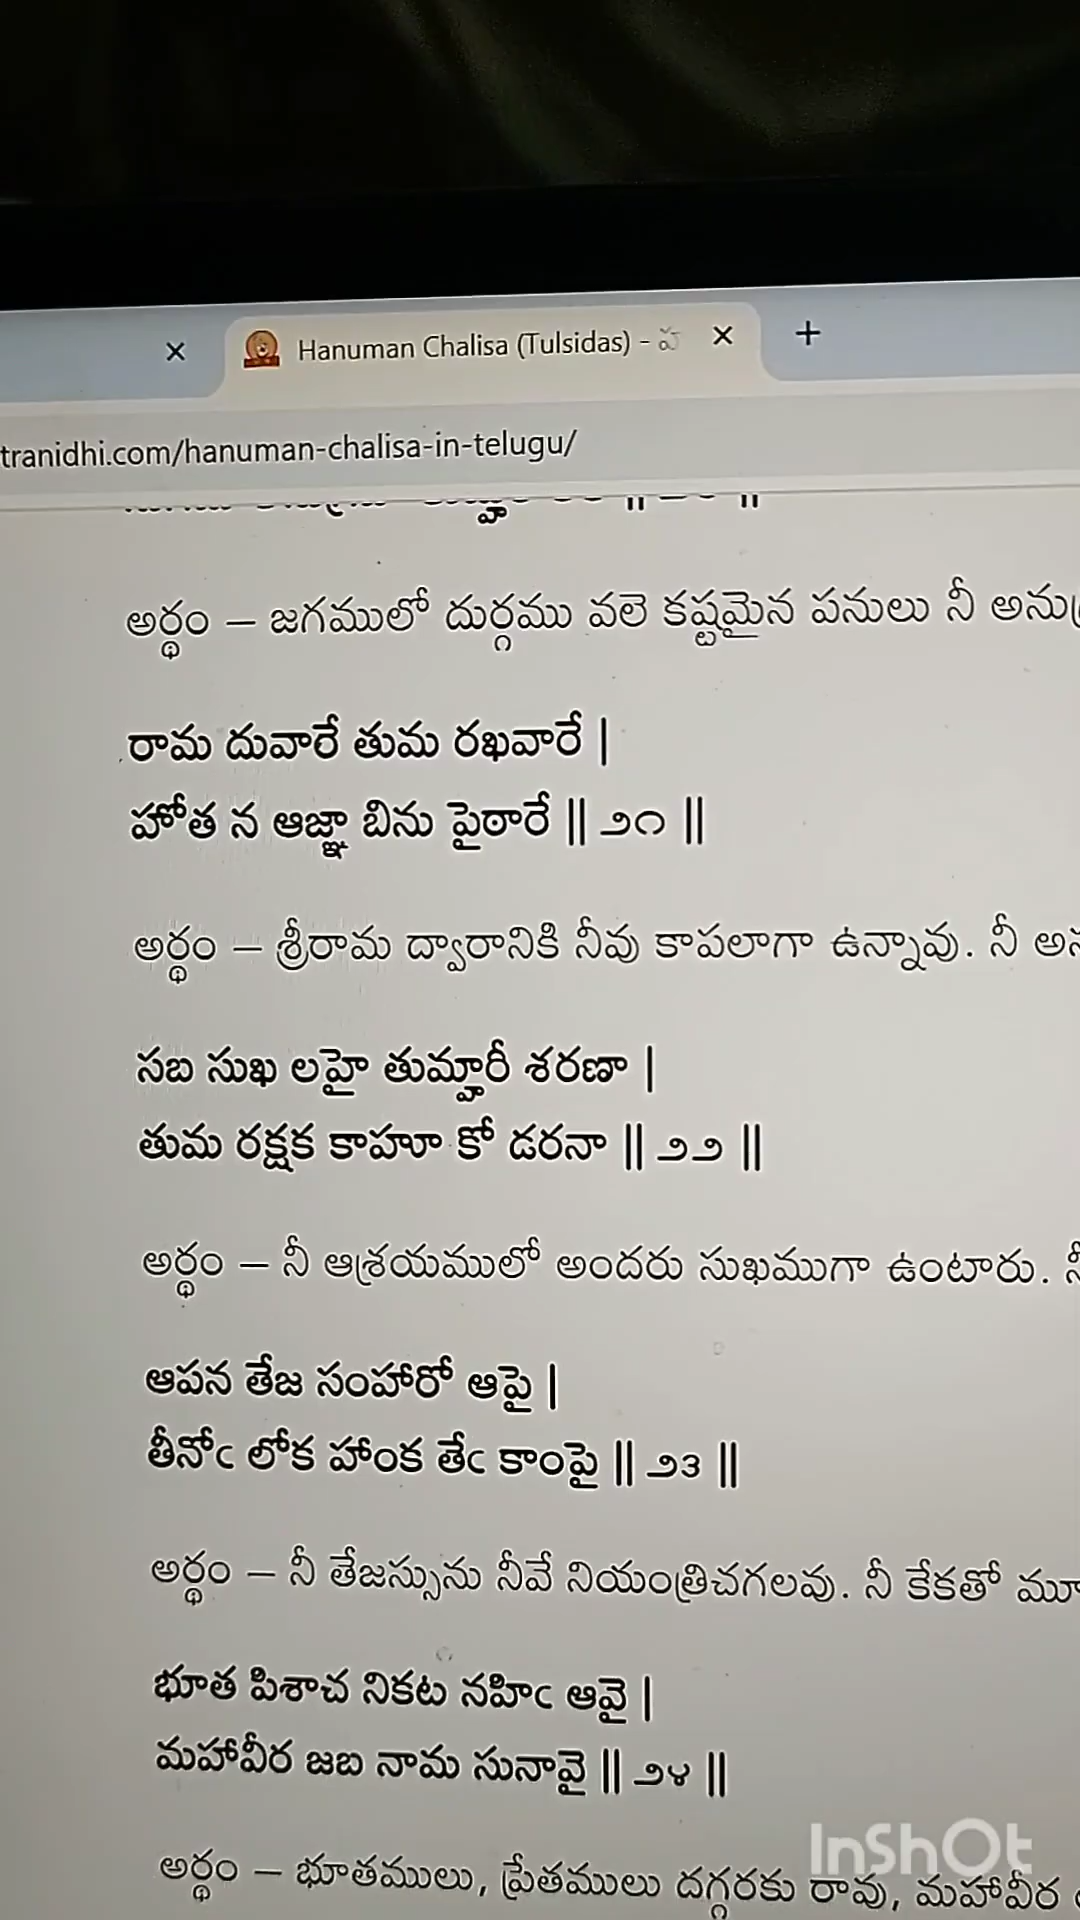 Hanuman Chalisa (Tulsidas) - హ
tranidhi.com/hanuman-chalisa-in-telugu/
అర్థం – జగములో దుర్గము వలె కష్టమైన పనులు నీ
రామ దువారే తుమ రఖవారే |
హోత న ఆజ్ఞా బిను పైఠారే || ౨౧ ||
అర్థం – శ్రీరామ ద్వారానికి నీవు కాపలాగా ఉన్నావు. నీ
సబ సుఖ లహై తుమ్హారీ శరణా |
తుమ రక్షక కాహూ కో డరనా || ౨౨ ||
అర్థం – నీ ఆశ్రయములో అందరు సుఖముగా ఉంటారు.
ఆపన తేజ సంహారో ఆపై |
తీనోఁ లోక హాంక తేఁ కాంపై || ౨౩ ||
అర్థం – నీ తేజస్సును నీవే నియంత్రిచగలవు. నీ కేకతో
భూత పిశాచ నికట నహిఁ ఆవై |
మహావీర జబ నామ సునావై || ౨౪ ||
అర్థం – భూతములు, ప్రేతములు దగ్గరకు రావు, మహావీర
InShOt